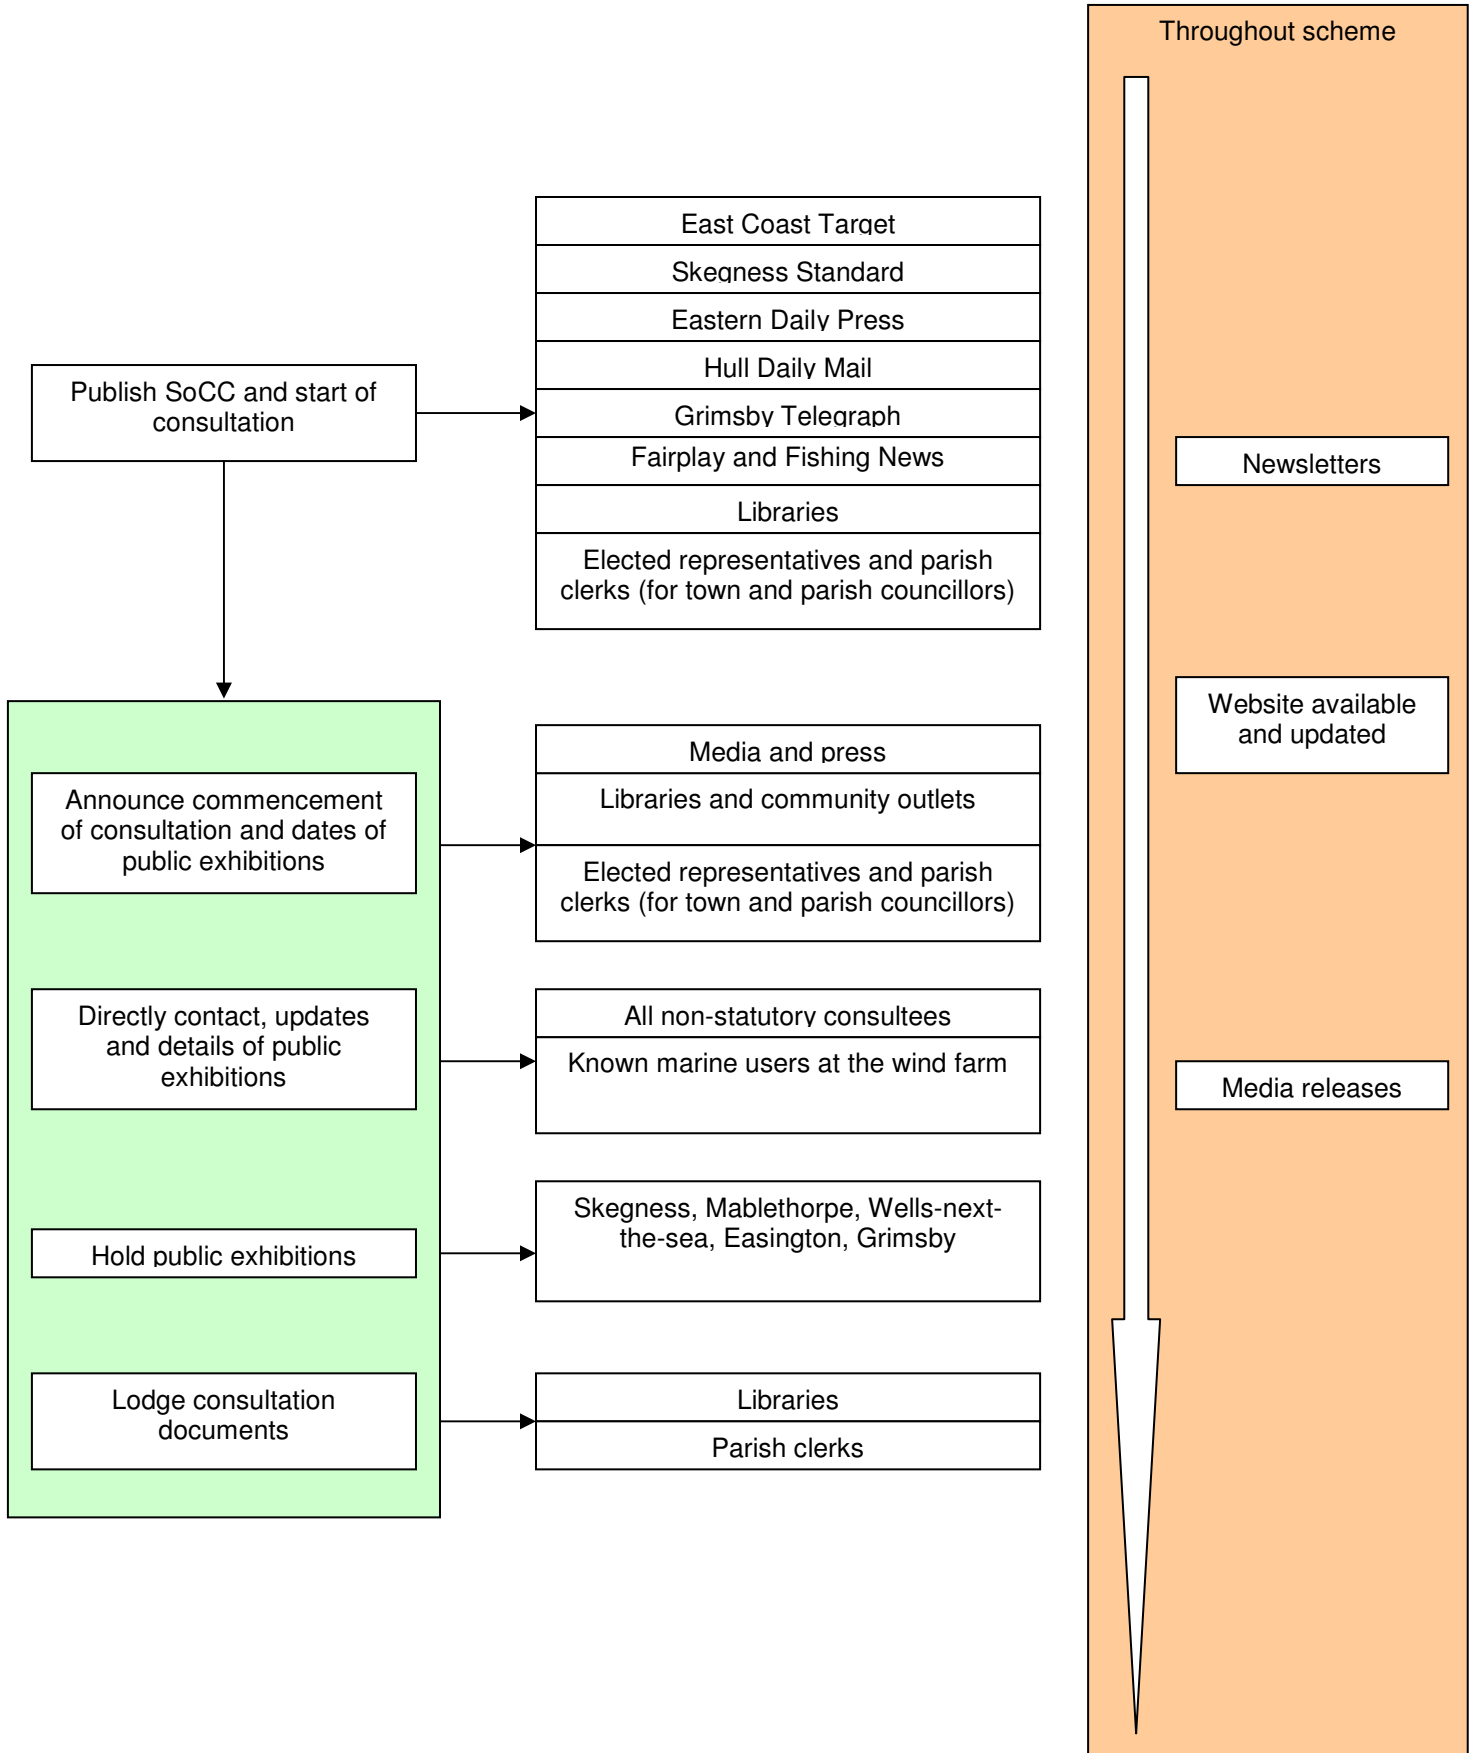 Throughout scheme
East Coast Target
Skegness Standard
Eastern Daily Press
Hull Daily Mail
Grimsby Telegraph
Fairplay and Fishing News
Libraries
Elected representatives and parish
clerks (for town and parish councillors)
Publish SoCC and start of
consultation
Newsletters
Website available
and updated
Media and press
Libraries and community outlets
Elected representatives and parish
clerks (for town and parish councillors)
Announce commencement
of consultation and dates of
public exhibitions
Directly contact, updates
and details of public
exhibitions
All non-statutory consultees
Known marine users at the wind farm
Media releases
Hold public exhibitions
Skegness, Mablethorpe, Wells-next-
the-sea, Easington, Grimsby
Lodge consultation
documents
Libraries
Parish clerks